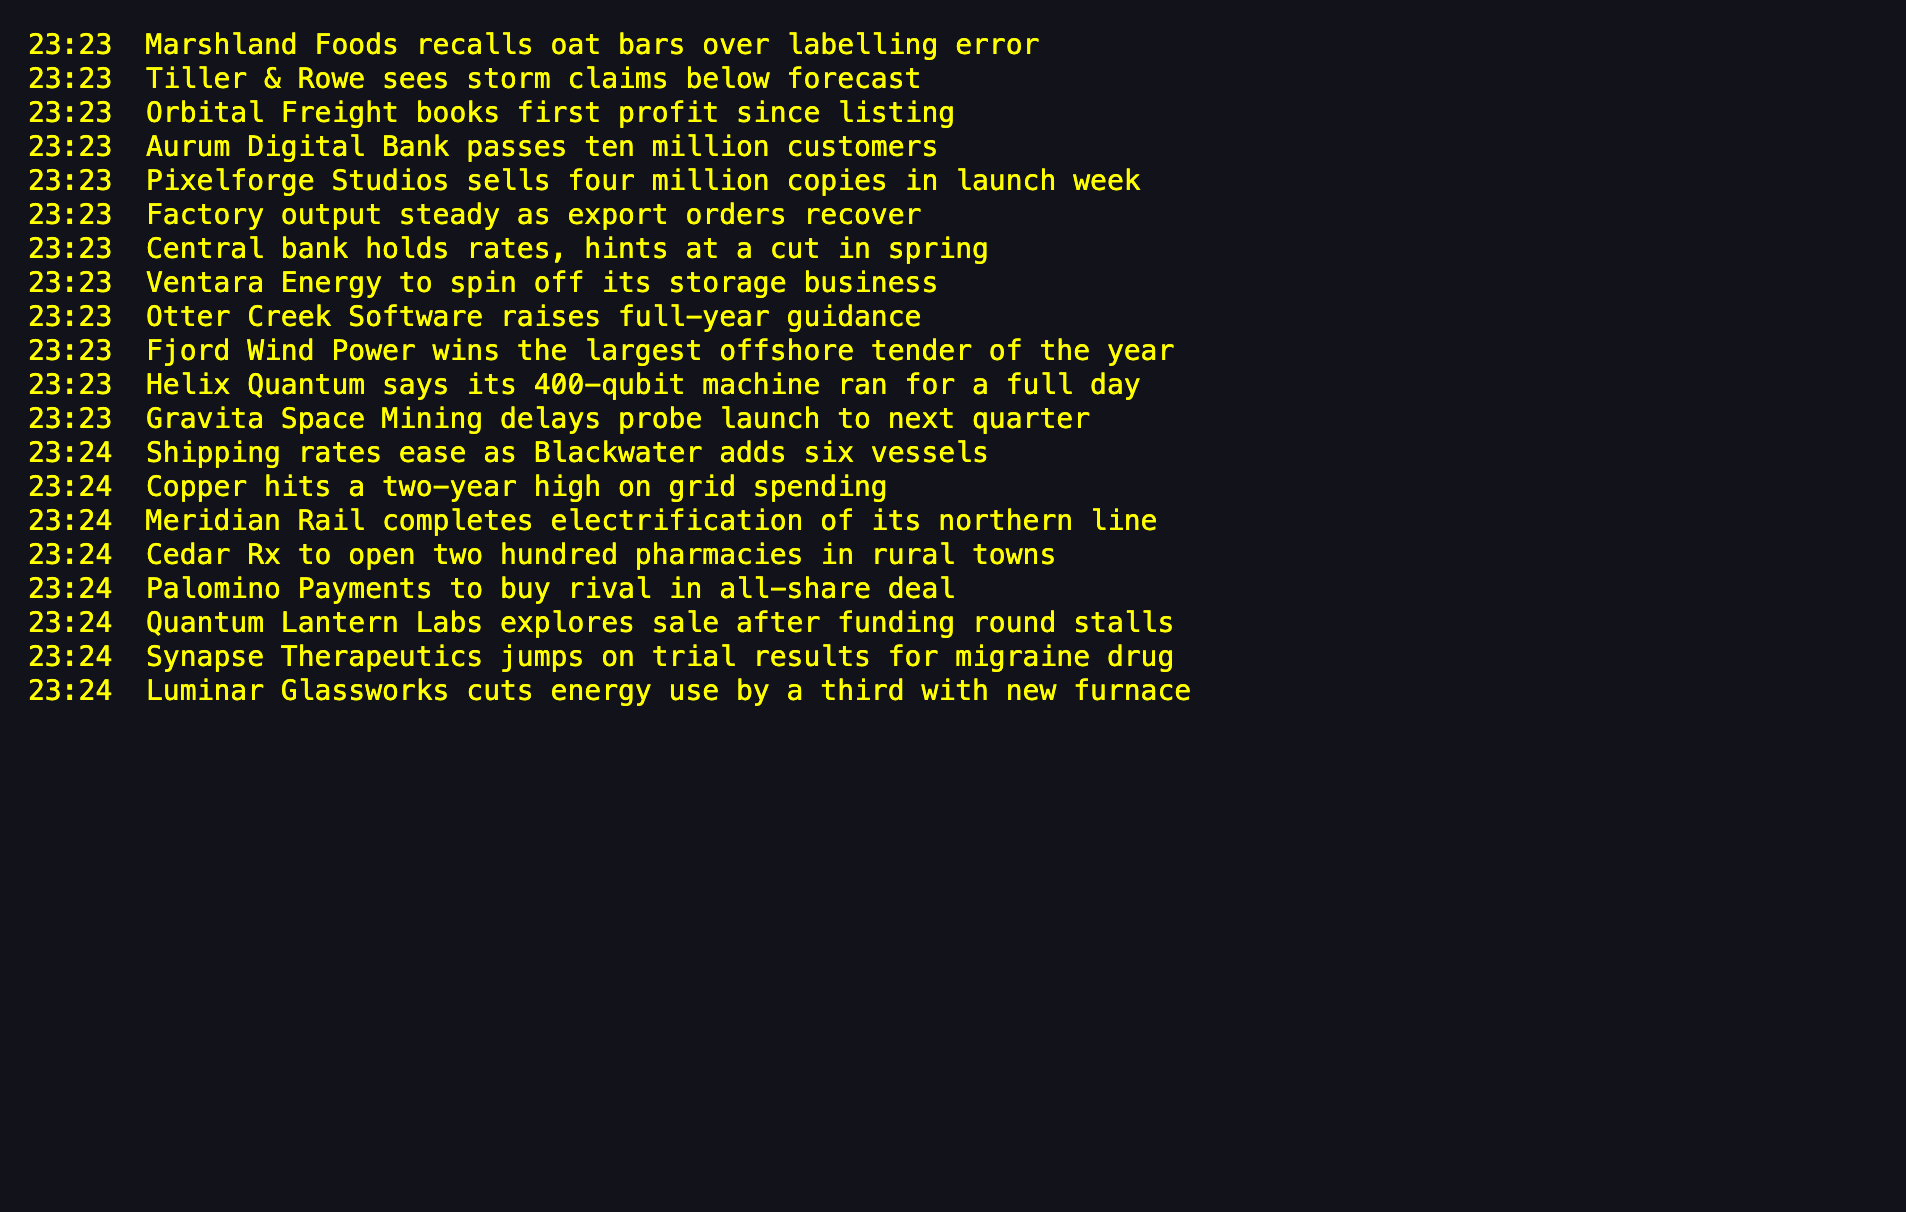 23:23  Marshland Foods recalls oat bars over labelling error
23:23  Tiller & Rowe sees storm claims below forecast
23:23  Orbital Freight books first profit since listing
23:23  Aurum Digital Bank passes ten million customers
23:23  Pixelforge Studios sells four million copies in launch week
23:23  Factory output steady as export orders recover
23:23  Central bank holds rates, hints at a cut in spring
23:23  Ventara Energy to spin off its storage business
23:23  Otter Creek Software raises full-year guidance
23:23  Fjord Wind Power wins the largest offshore tender of the year
23:23  Helix Quantum says its 400-qubit machine ran for a full day
23:23  Gravita Space Mining delays probe launch to next quarter
23:24  Shipping rates ease as Blackwater adds six vessels
23:24  Copper hits a two-year high on grid spending
23:24  Meridian Rail completes electrification of its northern line
23:24  Cedar Rx to open two hundred pharmacies in rural towns
23:24  Palomino Payments to buy rival in all-share deal
23:24  Quantum Lantern Labs explores sale after funding round stalls
23:24  Synapse Therapeutics jumps on trial results for migraine drug
23:24  Luminar Glassworks cuts energy use by a third with new furnace